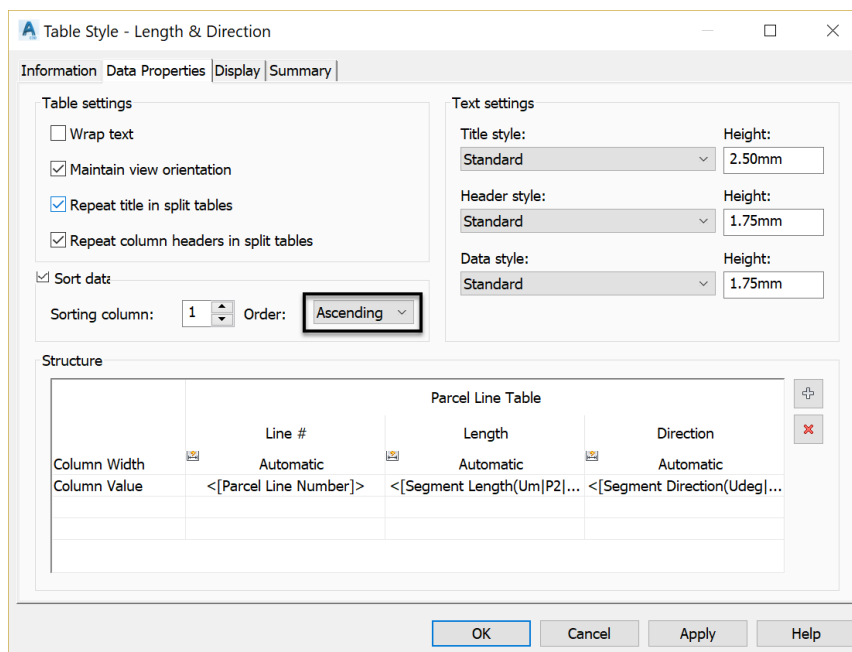 Table Style - Length & Direction
Information Data Properties Display Summary
Table settings
Wrap text
Maintain view orientation
Repeat title in split tables
Repeat column headers in split tables
Sort data
Sorting column: 1 Order: Ascending
Text settings
Title style: Height:
Standard 2.50mm
Header style: Height:
Standard 1.75mm
Data style: Height:
Standard 1.75mm
Structure
Parcel Line Table
Line # Length Direction
Column Width Automatic Automatic Automatic
Column Value <[Parcel Line Number]> <[Segment Length(Um|P2|... <[Segment Direction(Udeg|...
OK Cancel Apply Help